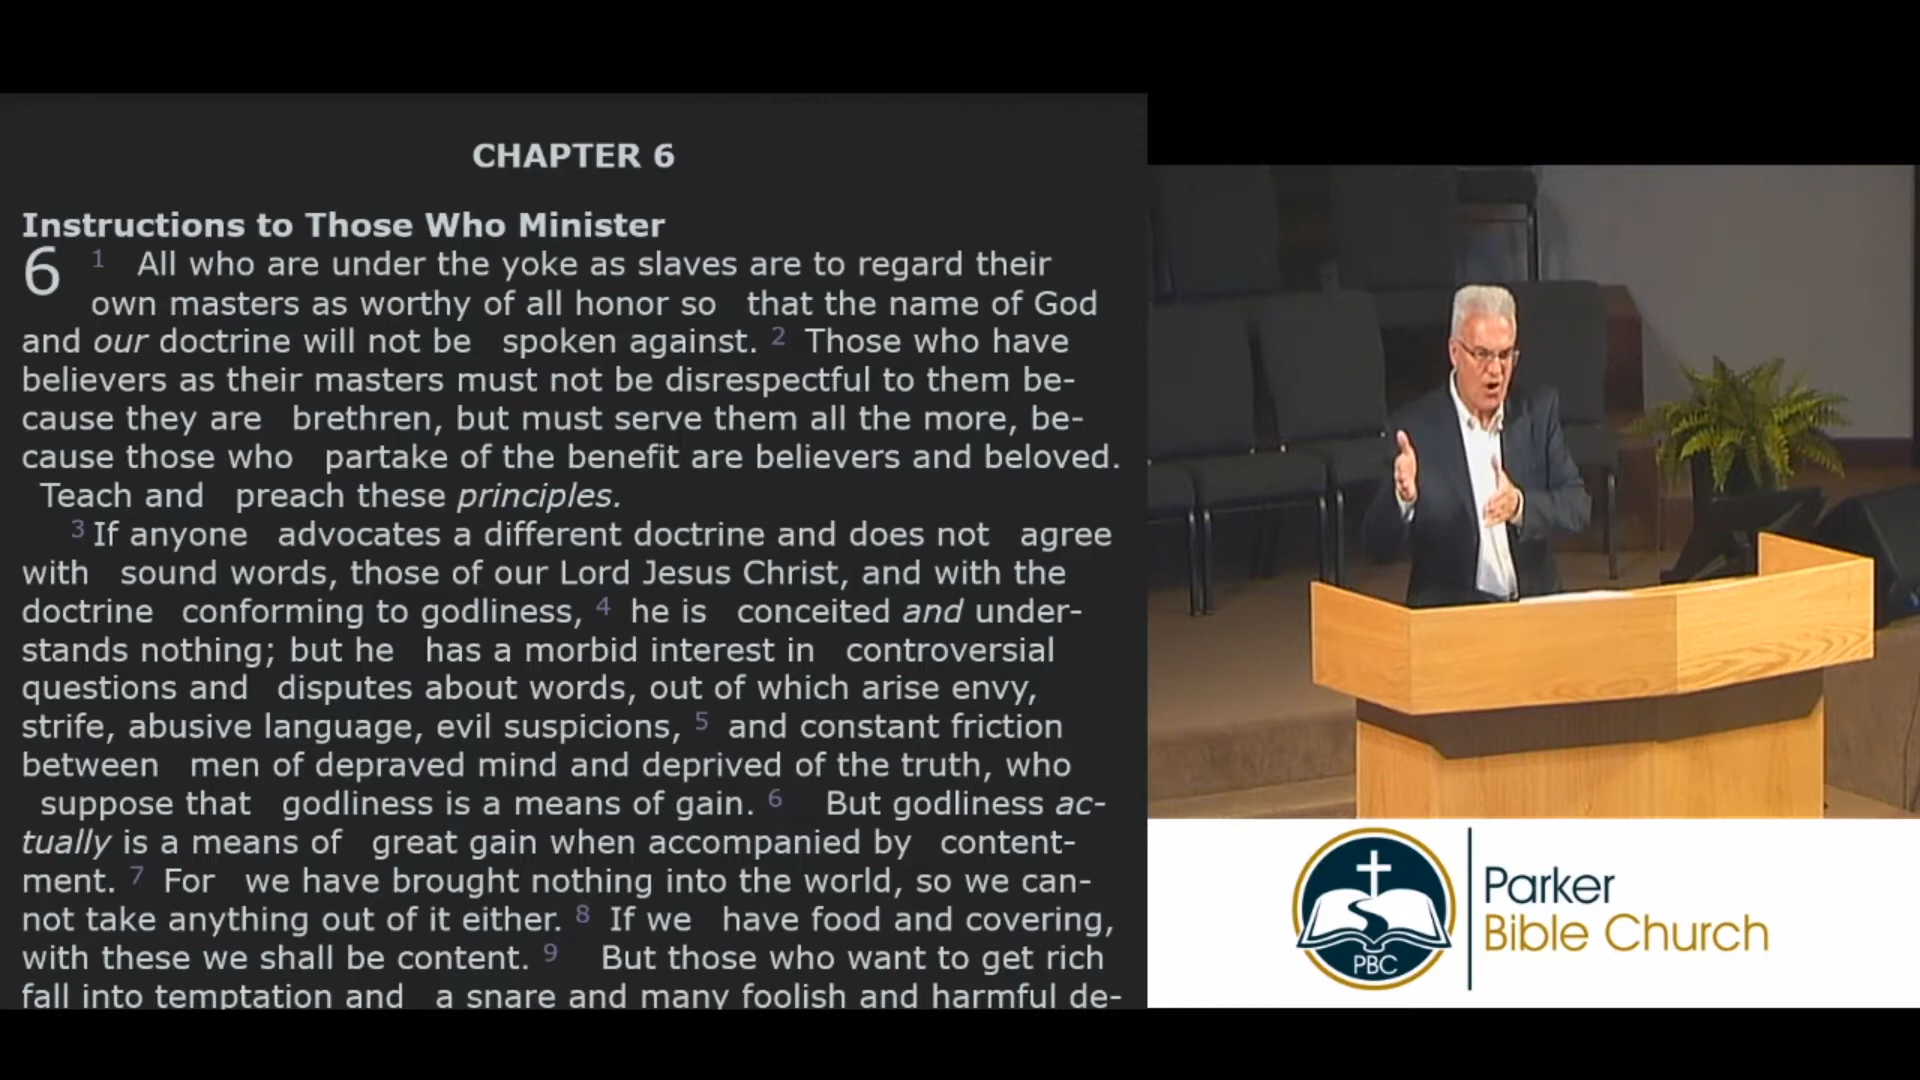 CHAPTER 6
Instructions to Those Who Minister
6 1 All who are under the yoke as slaves are to regard their
own masters as worthy of all honor so that the name of God
and our doctrine will not be spoken against. 2 Those who have
believers as their masters must not be disrespectful to them be-
cause they are brethren, but must serve them all the more, be-
cause those who partake of the benefit are believers and beloved.
Teach and preach these principles.
3 If anyone advocates a different doctrine and does not agree
with sound words, those of our Lord Jesus Christ, and with the
doctrine conforming to godliness, 4 he is conceited and under-
stands nothing; but he has a morbid interest in controversial
questions and disputes about words, out of which arise envy,
strife, abusive language, evil suspicions, 5 and constant friction
between men of depraved mind and deprived of the truth, who
suppose that godliness is a means of gain. 6 But godliness ac-
tually is a means of great gain when accompanied by content-
ment. 7 For we have brought nothing into the world, so we can-
not take anything out of it either. 8 If we have food and covering,
with these we shall be content. 9 But those who want to get rich
fall into temptation and a snare and many foolish and harmful de-
PBC
Parker
Bible Church